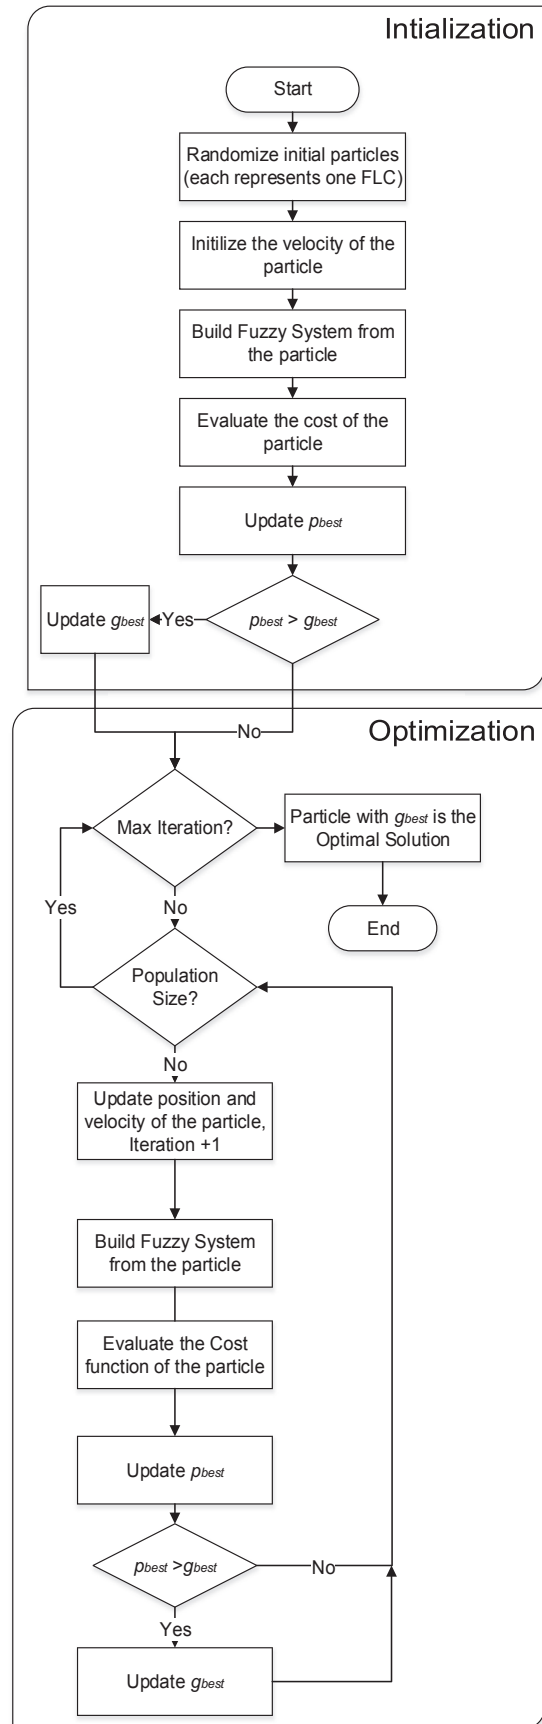 Intialization
Start
Randomize initial particles
(each represents one FLC)
Initilize the velocity of the
particle
Build Fuzzy System from
the particle
Evaluate the cost of the
particle
Update pbest
pbest > gbest
Yes
Update gbest
No
Optimization
Max Iteration?
Particle with gbest is the
Optimal Solution
End
Yes
No
Population
Size?
No
Update position and
velocity of the particle,
Iteration +1
Build Fuzzy System
from the particle
Evaluate the Cost
function of the particle
Update pbest
pbest >gbest
No
Yes
Update gbest